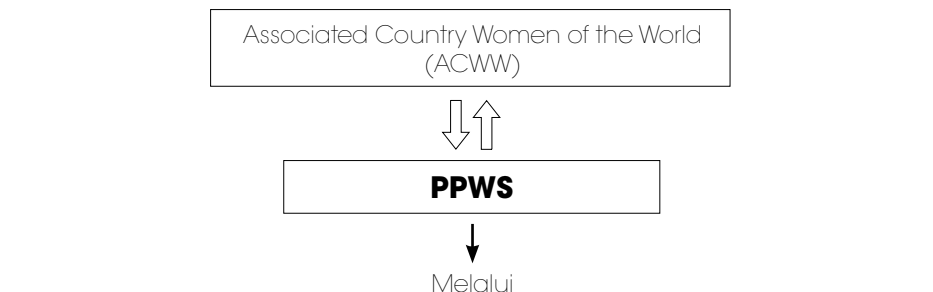 Associated Country Women of the World
(ACWW)
PPWS
Melalui